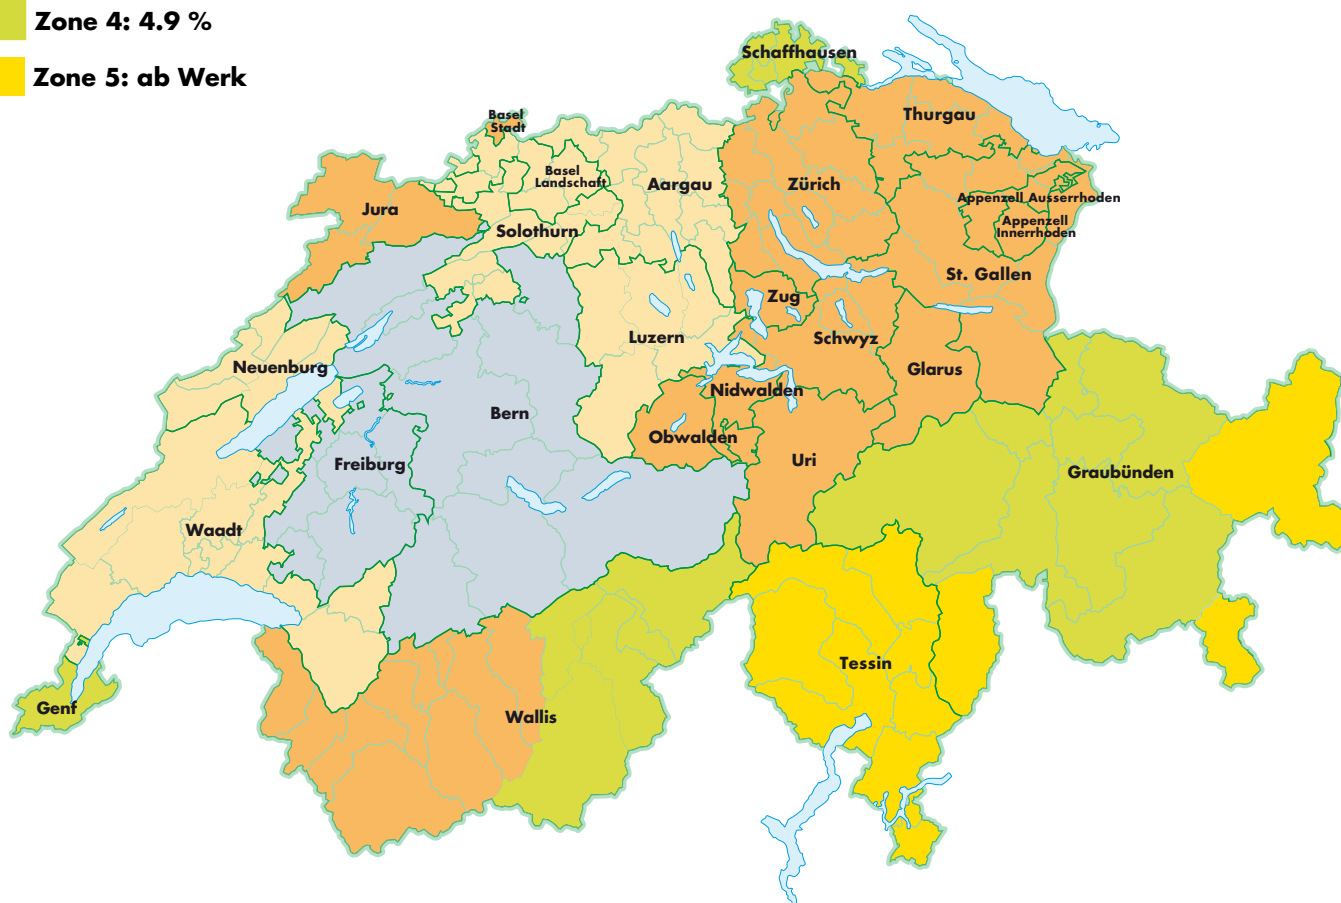 Zone 4: 4.9 %
Zone 5: ab Werk
Schaffhausen
Basel
Stadt
Thurgau
Basel
Landschaft
Aargau
Zürich
Jura
Appenzell Ausserrhoden
Appenzell
Innerrhoden
Solothurn
St. Gallen
Zug
Luzern
Schwyz
Neuenburg
Glarus
Nidwalden
Bern
Obwalden
Freiburg
Uri
Graubünden
Waadt
Tessin
Genf
Wallis